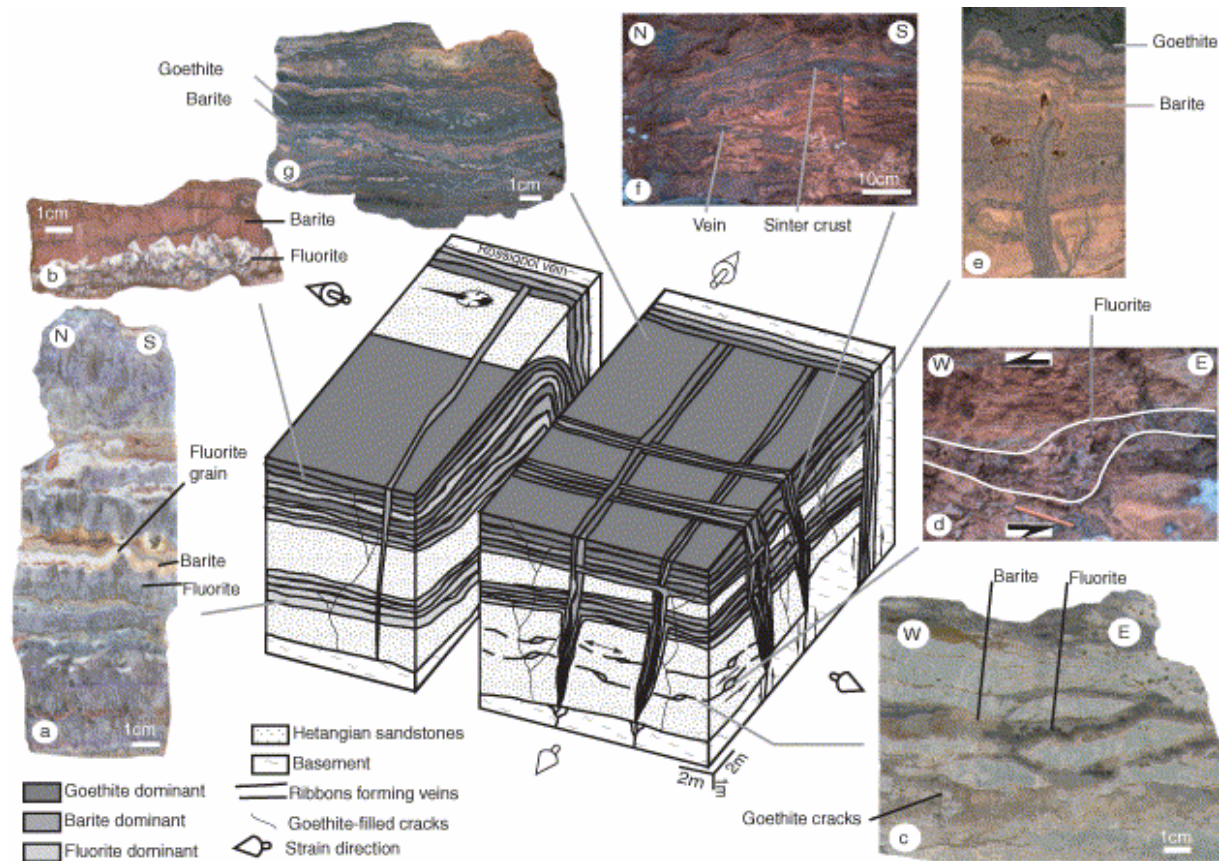 Goethite
Barite
g
1cm
N
S
f
10cm
Vein
Sinter crust
Goethite
Barite
e
1cm
Barite
Fluorite
b
Rossignol vein
N
S
Fluorite
grain
Barite
Fluorite
a
1cm
Fluorite
W
E
d
Barite
Fluorite
W
E
Goethite cracks
c
1cm
2m
2m
1m
Hetangian sandstones
Basement
Goethite dominant
Barite dominant
Fluorite dominant
Ribbons forming veins
Goethite-filled cracks
Strain direction